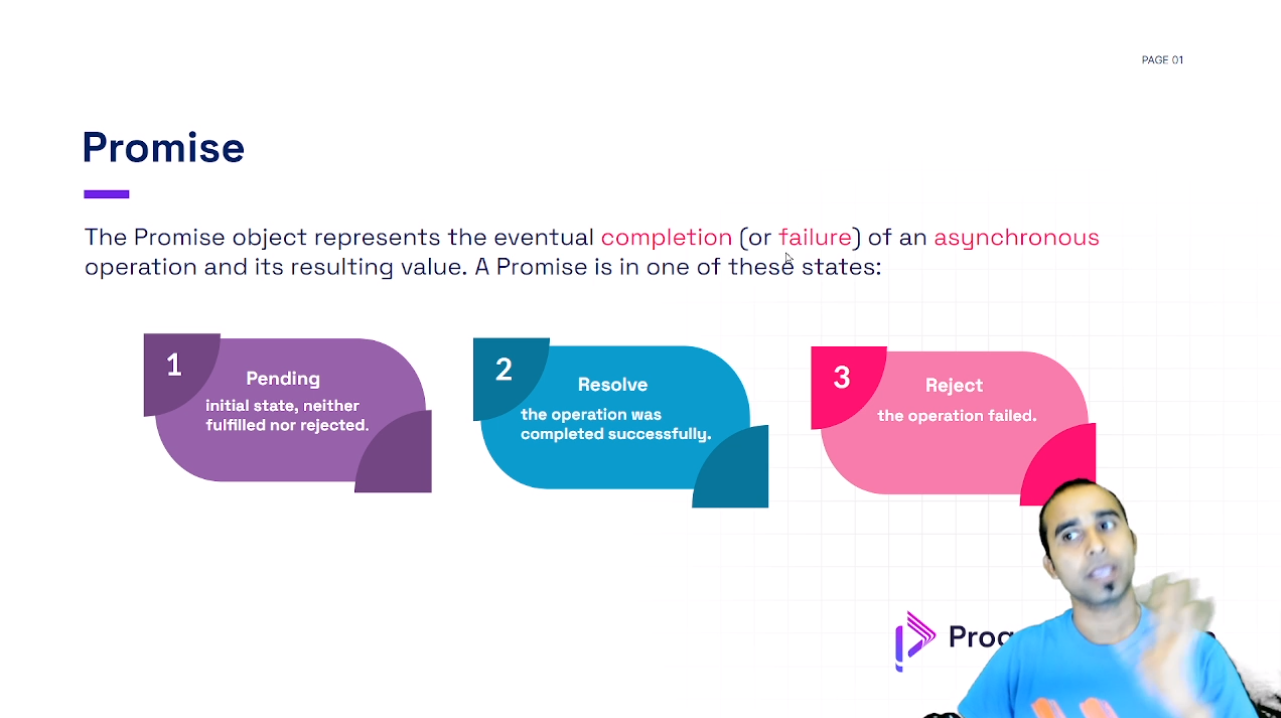 PAGE 01
Promise
The Promise object represents the eventual completion (or failure) of an asynchronous
operation and its resulting value. A Promise is in one of these states:
1
Pending
initial state, neither
fulfilled nor rejected.
2
Resolve
the operation was
completed successfully.
3
Reject
the operation failed.